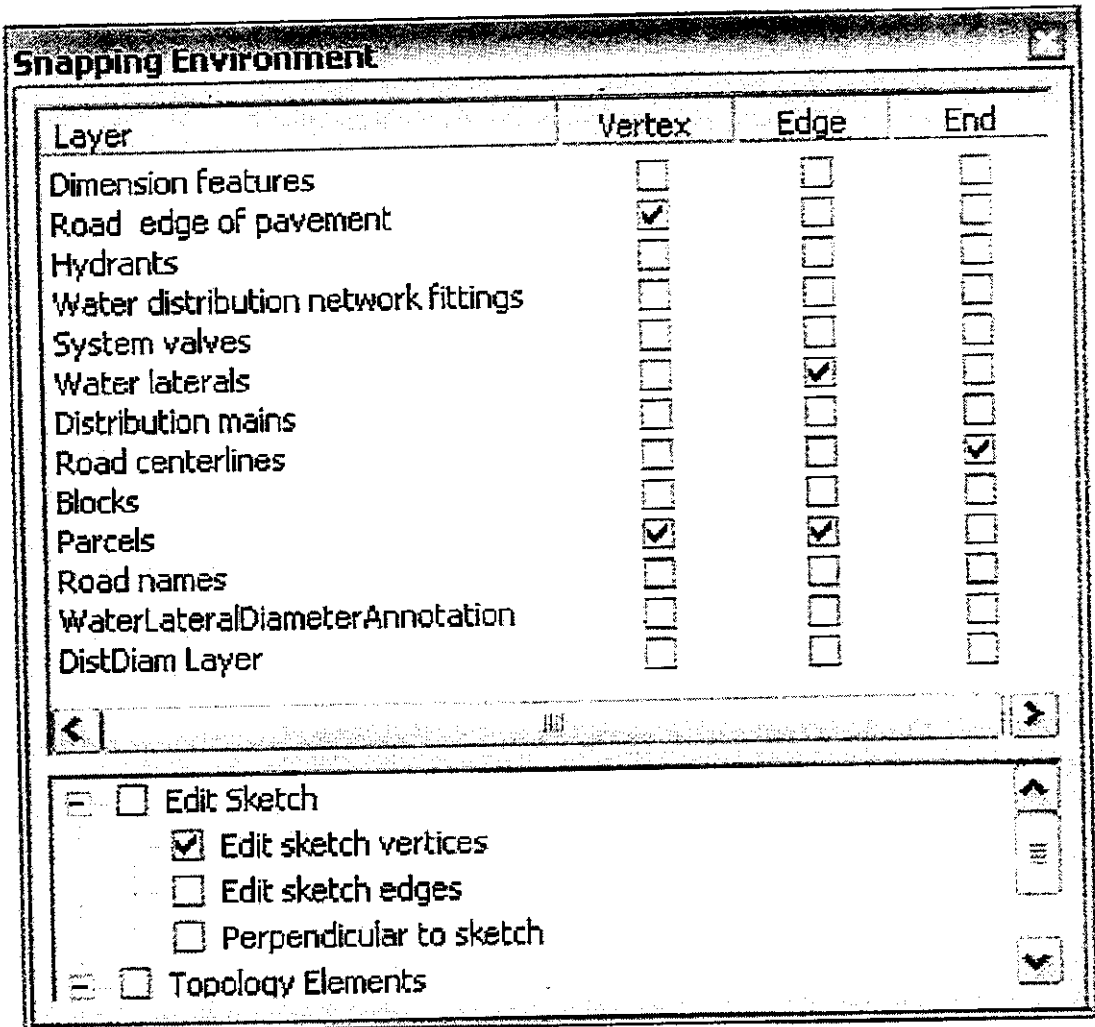 Snapping Environment
Layer Vertex Edge End
Dimension features
Road edge of pavement
Hydrants
Water distribution network fittings
System valves
Water laterals
Distribution mains
Road centerlines
Blocks
Parcels
Road names
WaterLateralDiameterAnnotation
DistDiam Layer
Edit Sketch
Edit sketch vertices
Edit sketch edges
Perpendicular to sketch
Topology Elements